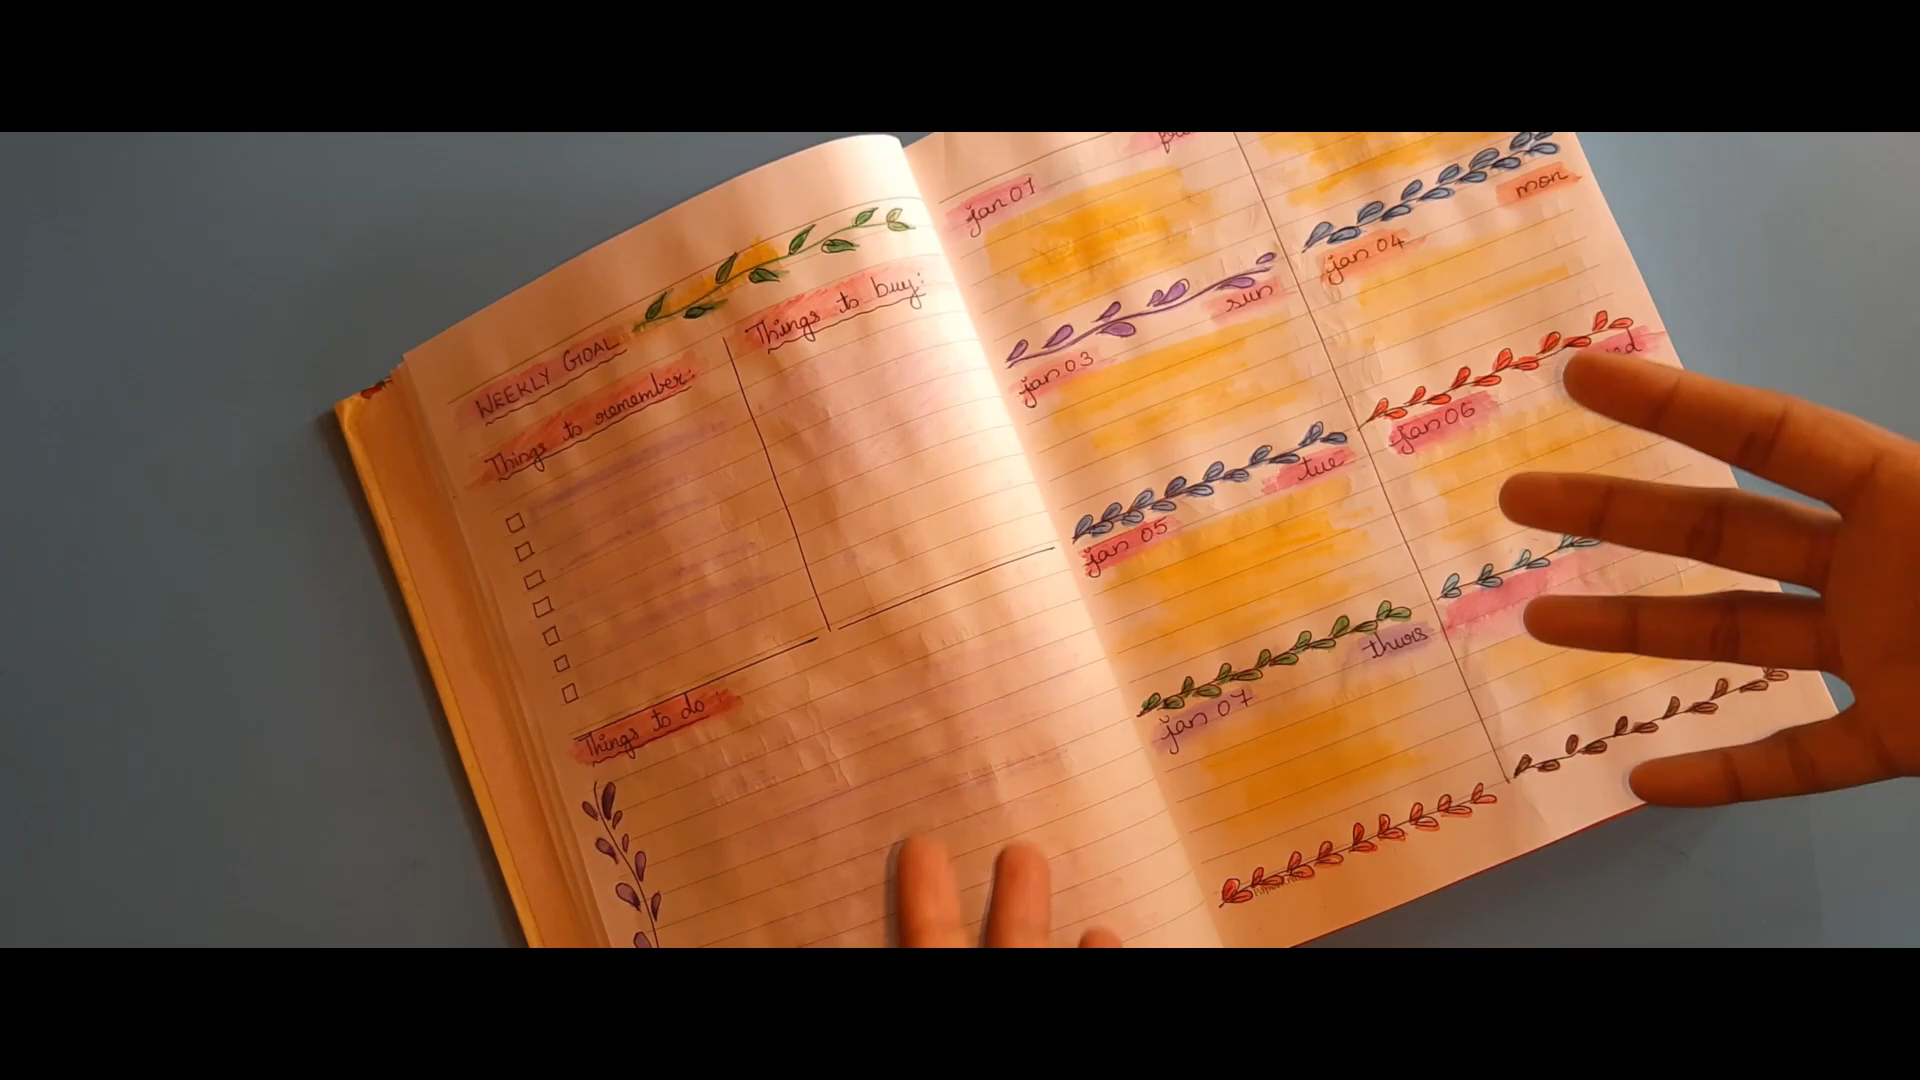 WEEKLY GOAL
Things to remember:
Things to buy:
Things to do:
jan 01
sun
jan 03
tue
jan 05
thurs
jan 07
mon
jan 04
jan 06